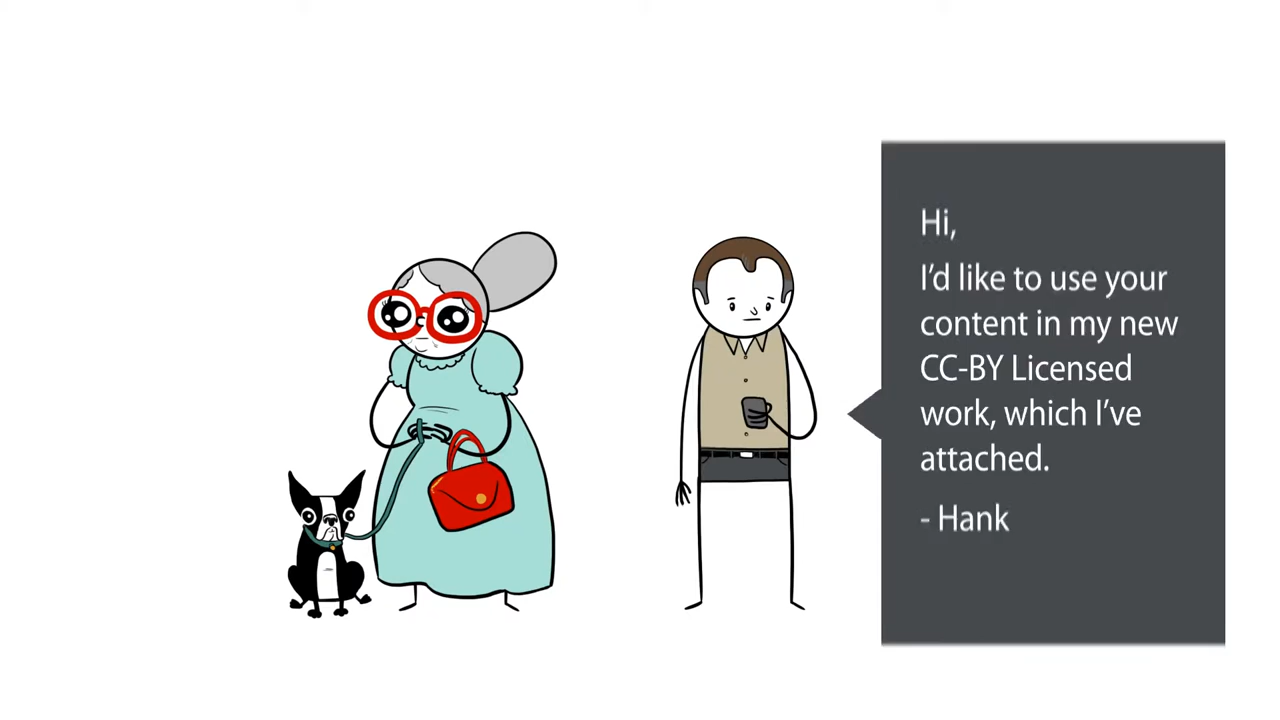 Hi,
I'd like to use your
content in my new
CC-BY Licensed
work, which I've
attached.
- Hank